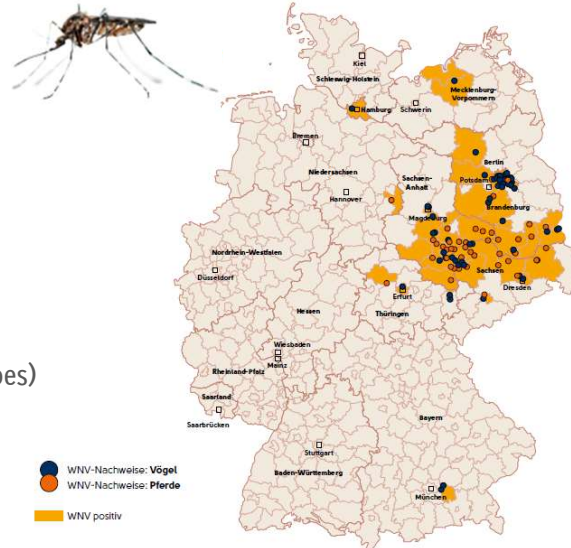 Kiel
Schleswig-Holstein
Mecklenburg-
Vorpommern
Hamburg
Schwerin
Bremen
Berlin
Niedersachsen
Sachsen-
Anhalt
Potsdam
Hannover
Brandenburg
Magdeburg
Nordrhein-Westfalen
Düsseldorf
Sachsen
Dresden
Erfurt
Thüringen
Hessen
Wiesbaden
Mainz
Rheinland-Pfalz
Saarland
Saarbrücken
Bayern
Stuttgart
Baden-Württemberg
München
pes)
WNV-Nachweise: Vögel
WNV-Nachweise: Pferde
WNV positiv